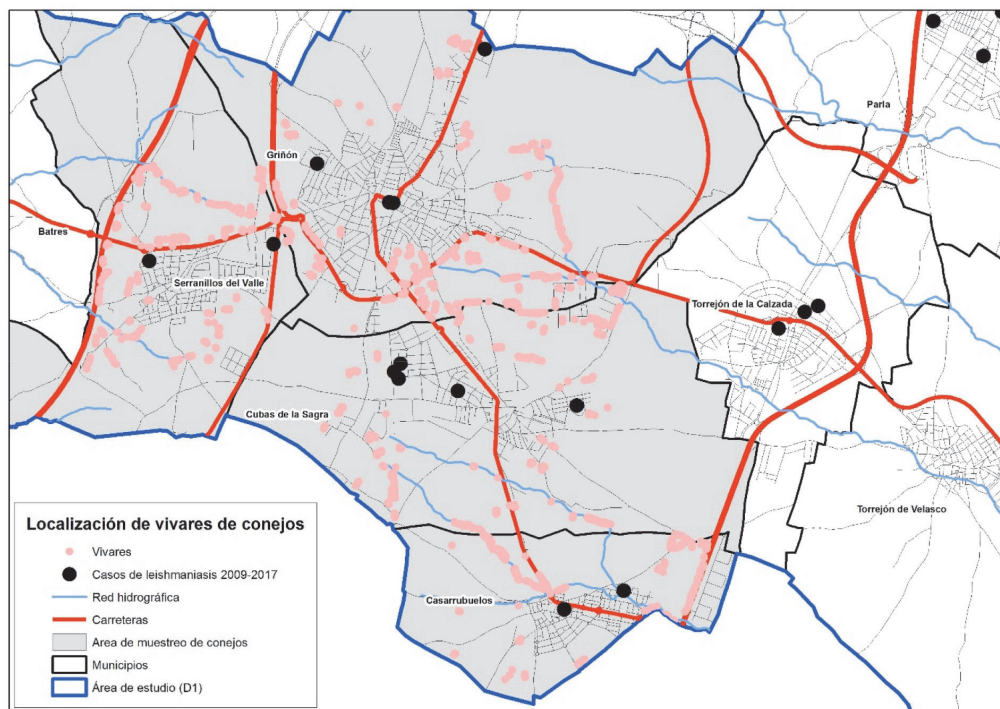 Parla
Griñón
Batres
Serranillos del Valle
Torrejón de la Calzada
Cubas de la Sagra
Torrejón de Velasco
Casarrubuelos
Localización de vivares de conejos
Vivares
Casos de leishmaniasis 2009-2017
Red hidrográfica
Carreteras
Area de muestreo de conejos
Municipios
Área de estudio (D1)